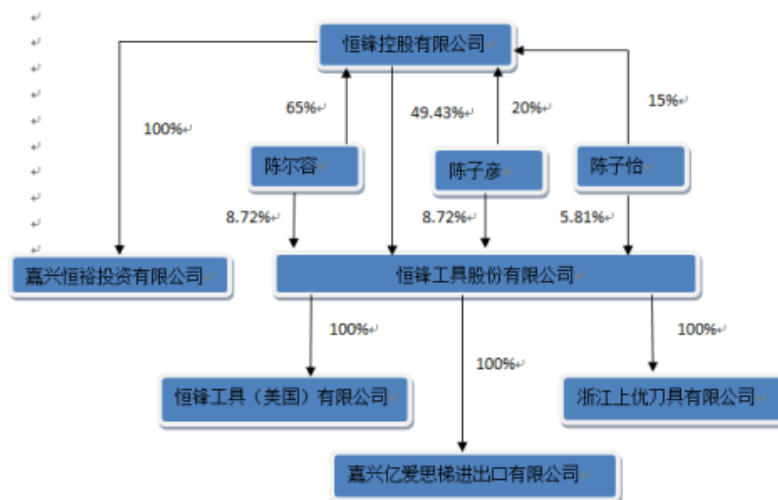 恒锋控股有限公司
65%
49.43%
20%
15%
100%
陈尔容
陈子彦
陈子怡
8.72%
8.72%
5.81%
嘉兴恒裕投资有限公司
恒锋工具股份有限公司
100%
100%
100%
恒锋工具（美国）有限公司
浙江上优刀具有限公司
嘉兴亿爱思梯进出口有限公司